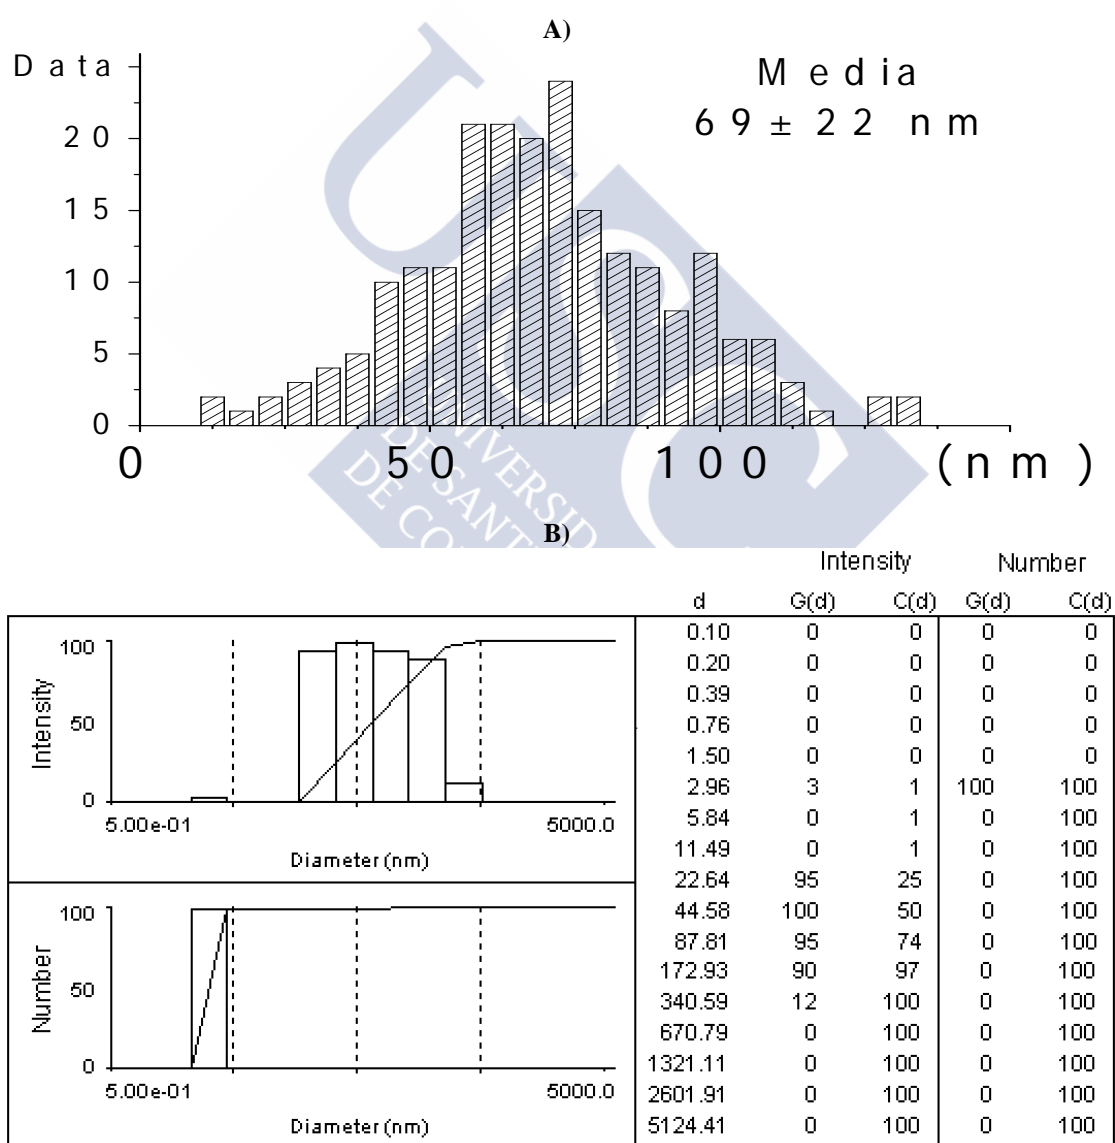 A)
Data
Media
69 ± 22 nm
20
15
10
5
0
0 50 100 (nm)
DE SANT
DE CO
B)
Intensity Number
d G(d) C(d) G(d) C(d)
0.10 0 0 0 0
0.20 0 0 0 0
0.39 0 0 0 0
0.76 0 0 0 0
1.50 0 0 0 0
2.96 3 1 100 100
5.84 0 1 0 100
11.49 0 1 0 100
22.64 95 25 0 100
44.58 100 50 0 100
87.81 95 74 0 100
172.93 90 97 0 100
340.59 12 100 0 100
670.79 0 100 0 100
1321.11 0 100 0 100
2601.91 0 100 0 100
5124.41 0 100 0 100
100
Intensity
50
0
5.00e-01 5000.0
Diameter (nm)
100
Number
50
0
5.00e-01 5000.0
Diameter (nm)
USC